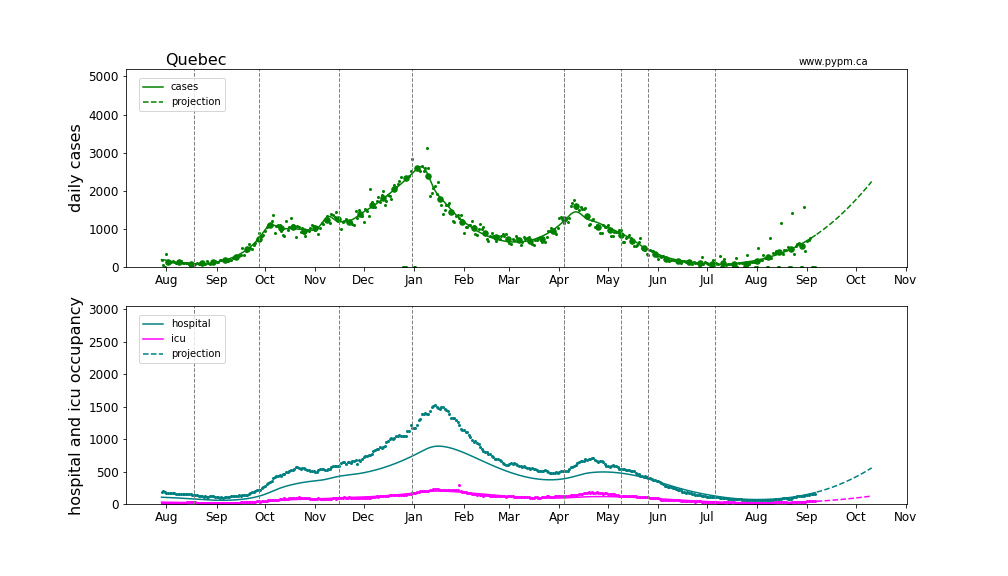 Quebec
www.pypm.ca
5000
4000
3000
2000
1000
0
daily cases
cases
projection
Aug Sep Oct Nov Dec Jan Feb Mar Apr May Jun Jul Aug Sep Oct Nov
3000
2500
2000
1500
1000
500
0
hospital and icu occupancy
hospital
icu
projection
Aug Sep Oct Nov Dec Jan Feb Mar Apr May Jun Jul Aug Sep Oct Nov